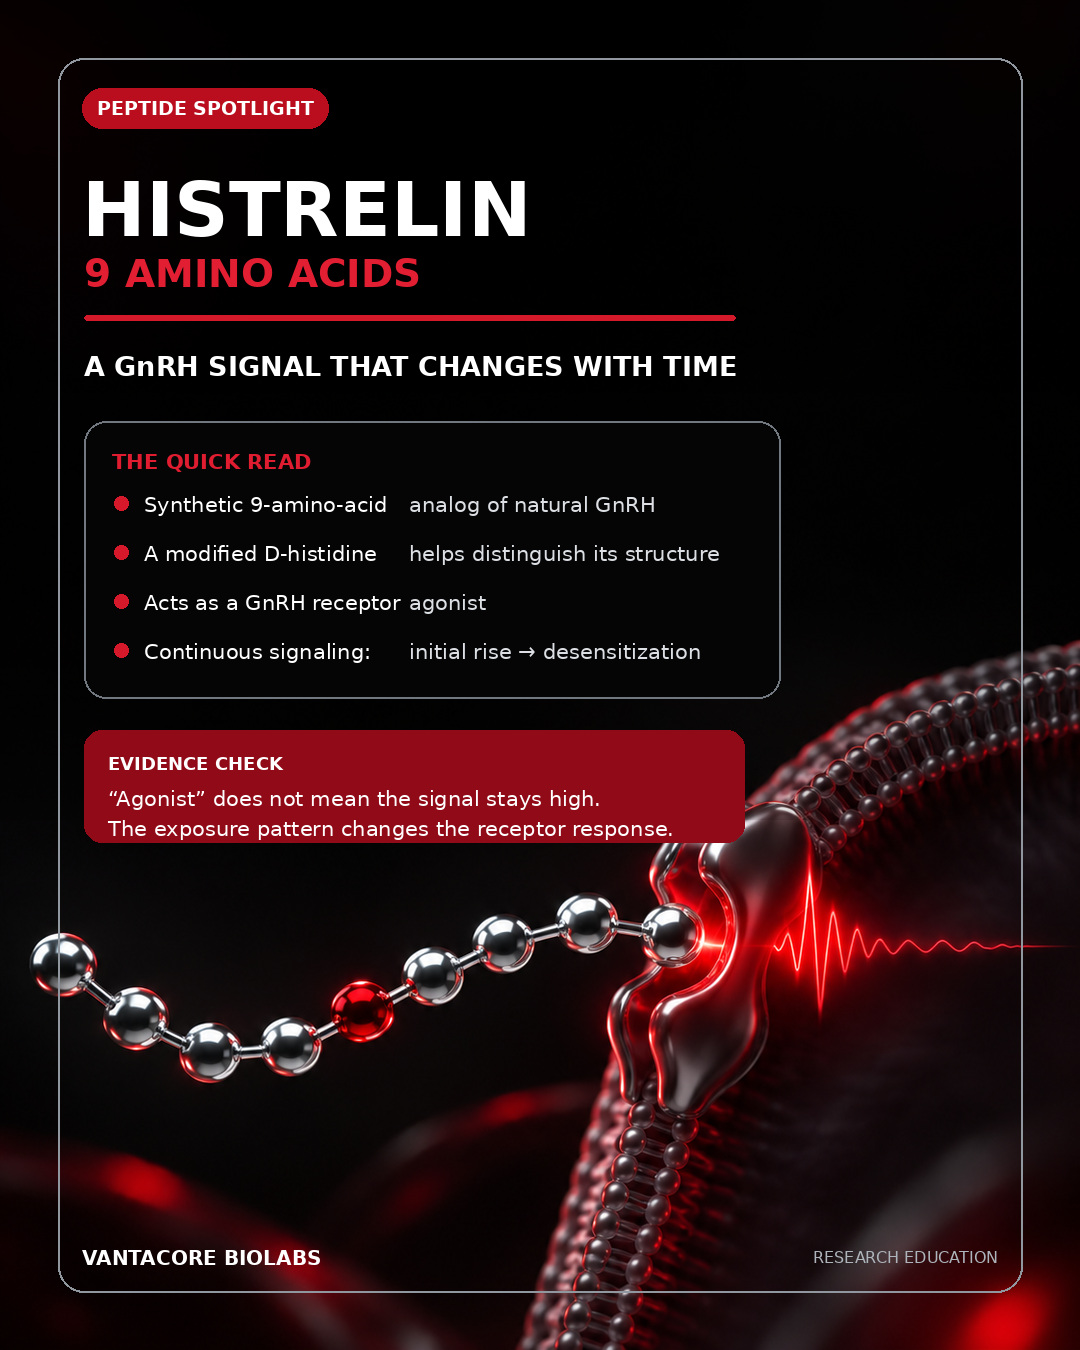 PEPTIDE SPOTLIGHT
HISTRELIN
9 AMINO ACIDS
A GnRH SIGNAL THAT CHANGES WITH TIME
THE QUICK READ
Synthetic 9-amino-acid analog of natural GnRH
A modified D-histidine helps distinguish its structure
Acts as a GnRH receptor agonist
Continuous signaling: initial rise → desensitization
EVIDENCE CHECK
“Agonist” does not mean the signal stays high.
The exposure pattern changes the receptor response.
VANTACORE BIOLABS
RESEARCH EDUCATION